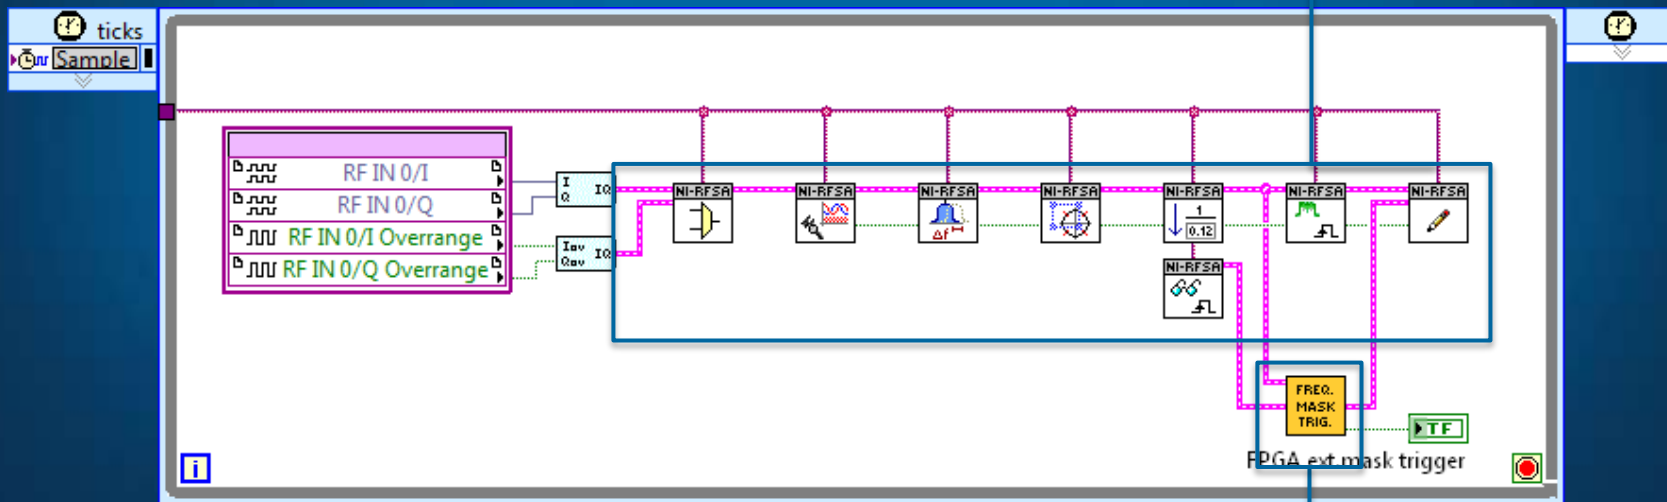 ticks
Sample
RF IN 0/I
RF IN 0/Q
RF IN 0/I Overrange
RF IN 0/Q Overrange
I
Q
IQ
Iov
Qov
IQ
NI-RFSA
NI-RFSA
NI-RFSA
NI-RFSA
NI-RFSA
NI-RFSA
NI-RFSA
Δf
1
0.12
NI-RFSA
FREQ.
MASK
TRIG.
TF
FPGA ext mask trigger
i